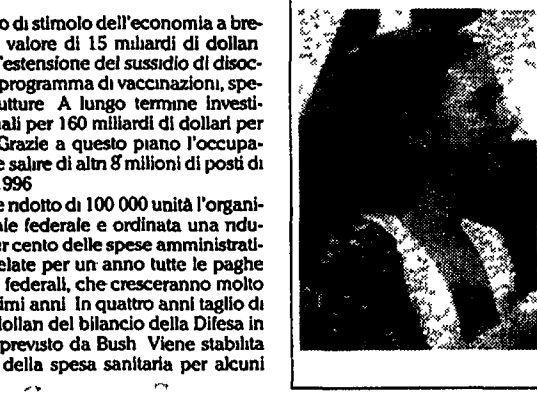 o di stimolo dell'economia a bre-
valore di 15 miliardi di dollari
'estensione del sussidio di disoc-
programma di vaccinazioni, spe-
utture A lungo termine investi-
ali per 160 miliardi di dollari per
Grazie a questo piano l'occupa-
e salire di altri 8 milioni di posti di
1996
e ridotto di 100 000 unità l'organi-
ale federale e ordinata una ridu-
er cento delle spese amministrati-
elate per un anno tutte le paghe
federali, che cresceranno molto
imi anni In quattro anni taglio di
dollari del bilancio della Difesa in
previsto da Bush Viene stabilita
della spesa sanitaria per alcuni